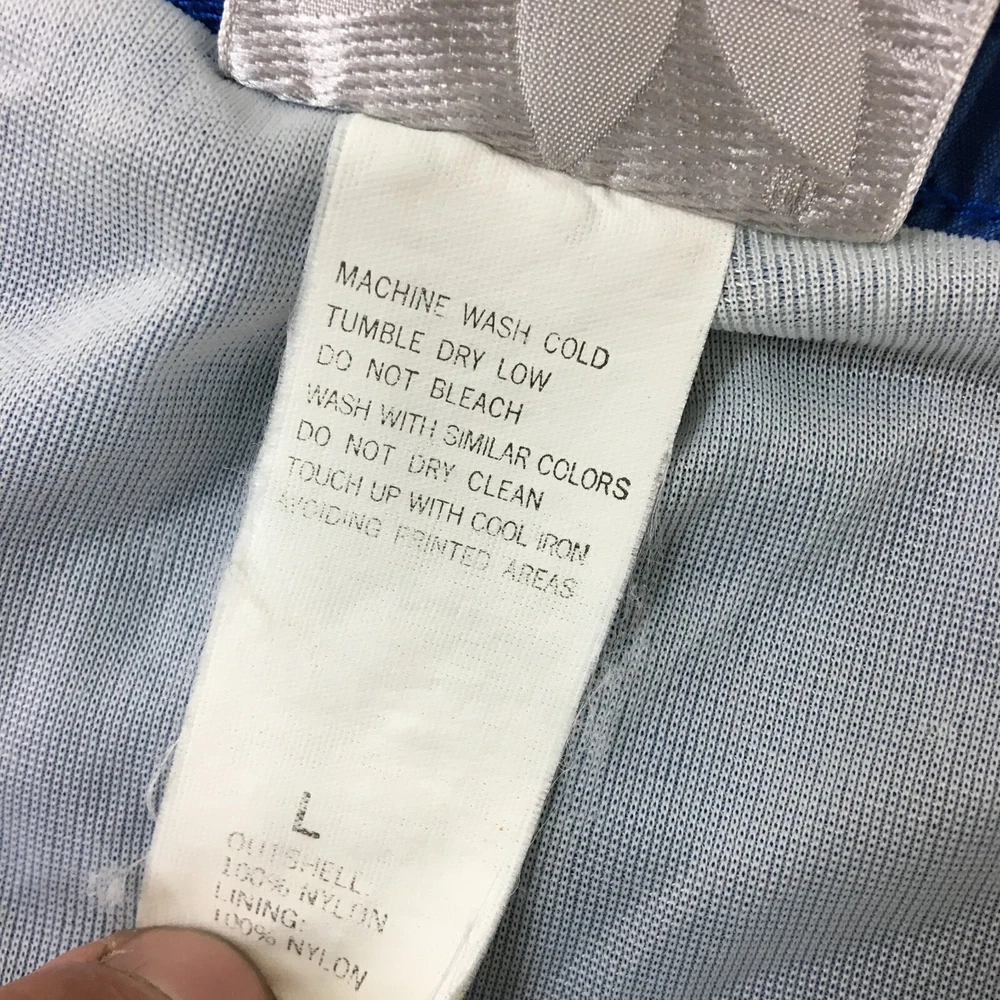 MACHINE WASH COLD
TUMBLE DRY LOW
DO NOT BLEACH
WASH WITH SIMILAR COLORS
DO NOT DRY CLEAN
TOUCH UP WITH COOL IRON
AVOIDING PRINTED AREAS
L
OUTSHELL:
100% NYLON
LINING:
100% NYLON